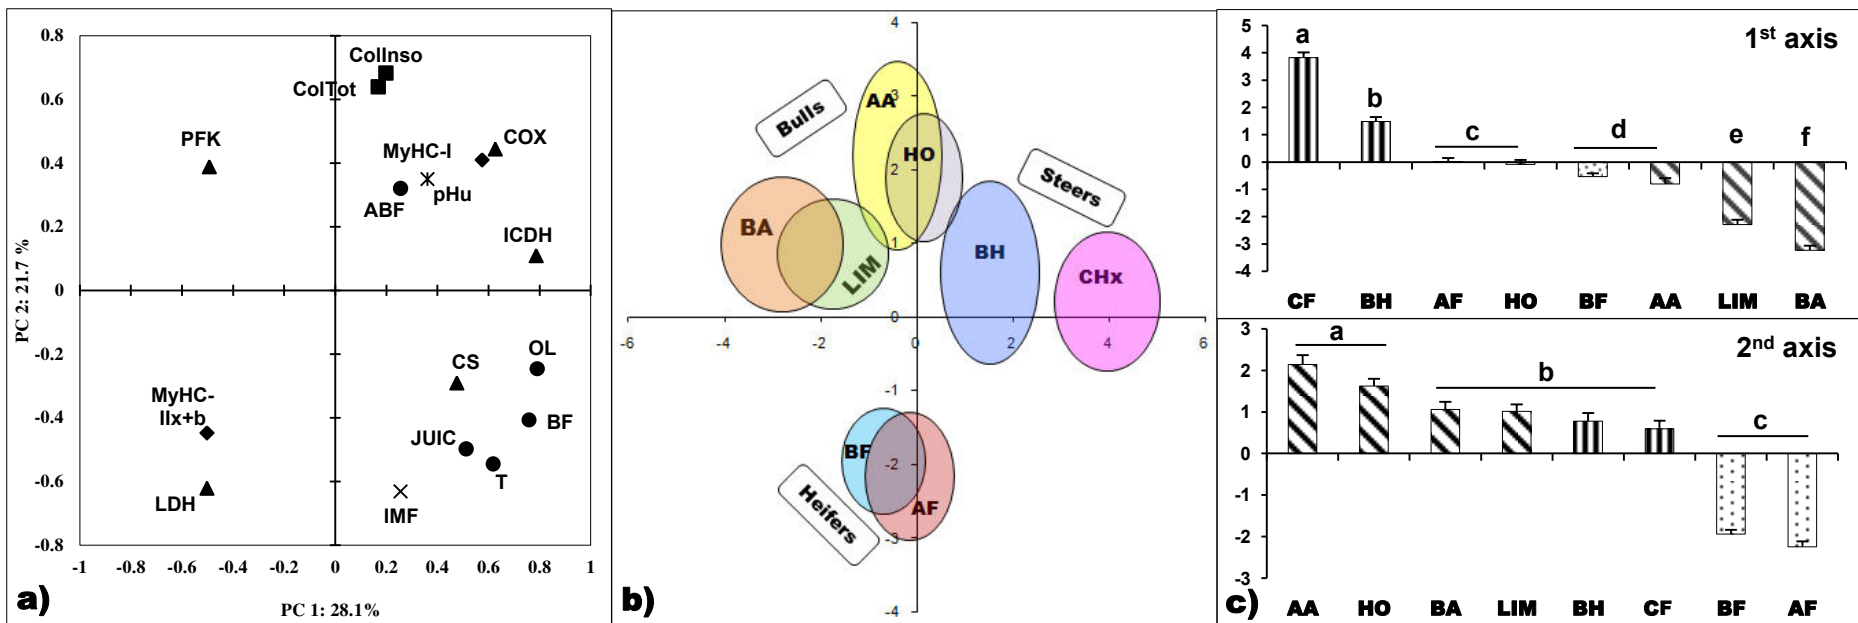 0.8
0.6
0.4
0.2
0
-0.2
-0.4
-0.6
-0.8
-1
-0.8
-0.6
-0.4
-0.2
0
0.2
0.4
0.6
0.8
1
PC 2: 21.7 %
PC 1: 28.1%
ColInso
ColTot
PFK
MyHC-I
COX
pHu
ABF
ICDH
CS
OL
MyHC-
IIx+b
JUIC
BF
T
LDH
IMF
a)
4
3
2
1
0
-1
-2
-3
-4
-6
-4
-2
0
2
4
6
Bulls
AA
HO
Steers
BA
LIM
BH
CHx
BF
AF
Heifers
b)
5
4
3
2
1
0
-1
-2
-3
-4
1st axis
a
b
c
d
e
f
CF BH AF HO BF AA LIM BA
3
2
1
0
-1
-2
-3
2nd axis
a
b
c
c)
AA HO BA LIM BH CF BF AF